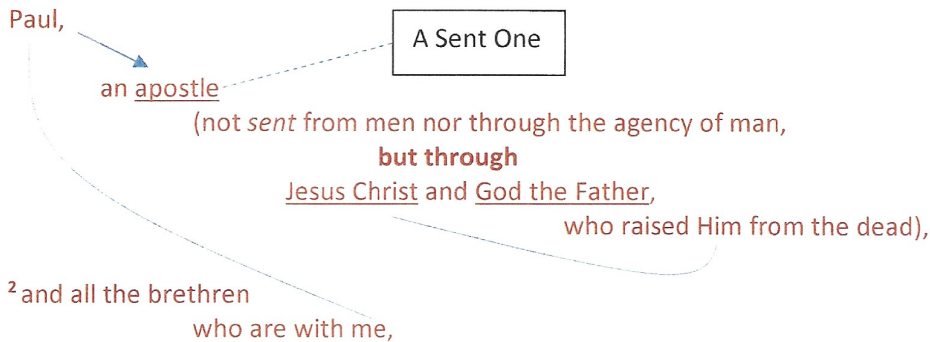 Paul,
A Sent One
an apostle
(not sent from men nor through the agency of man,
but through
Jesus Christ and God the Father,
who raised Him from the dead),
2 and all the brethren
who are with me,